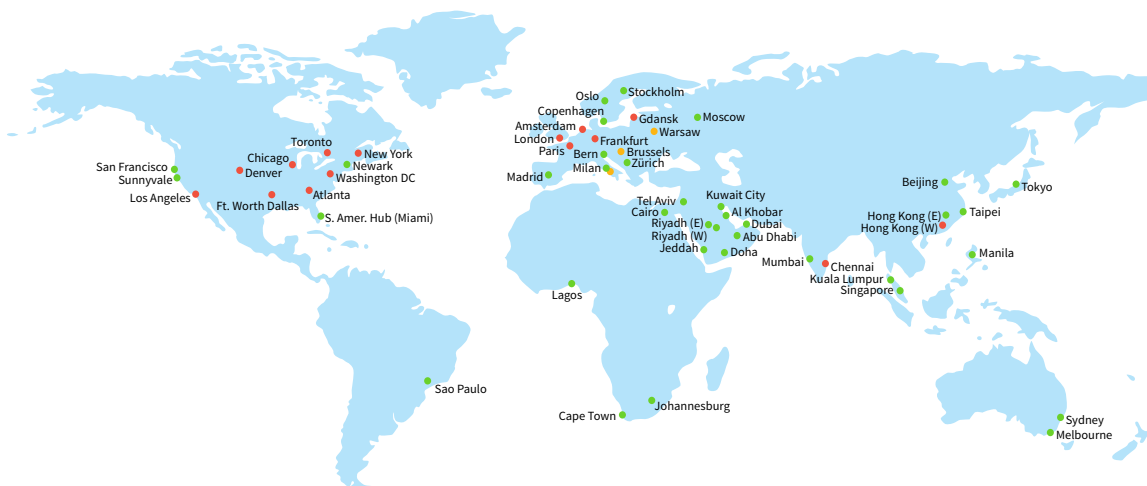 Toronto
New York
Chicago
Newark
San Francisco
Denver
Washington DC
Sunnyvale
Los Angeles
Atlanta
Ft. Worth Dallas
S. Amer. Hub (Miami)
Sao Paulo
Oslo
Stockholm
Copenhagen
Gdansk
Moscow
Amsterdam
Warsaw
London
Frankfurt
Paris
Brussels
Bern
Zürich
Milan
Madrid
Tel Aviv
Kuwait City
Cairo
Al Khobar
Riyadh (E)
Dubai
Riyadh (W)
Abu Dhabi
Jeddah
Doha
Lagos
Cape Town
Johannesburg
Beijing
Tokyo
Hong Kong (E)
Taipei
Hong Kong (W)
Mumbai
Chennai
Manila
Kuala Lumpur
Singapore
Sydney
Melbourne